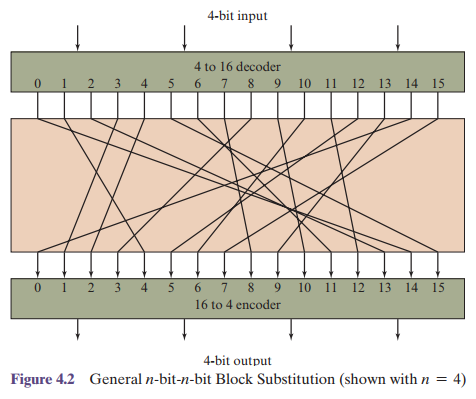 4-bit input
4 to 16 decoder
0 1 2 3 4 5 6 7 8 9 10 11 12 13 14 15
0 1 2 3 4 5 6 7 8 9 10 11 12 13 14 15
16 to 4 encoder
4-bit output
Figure 4.2 General n-bit-n-bit Block Substitution (shown with n = 4)